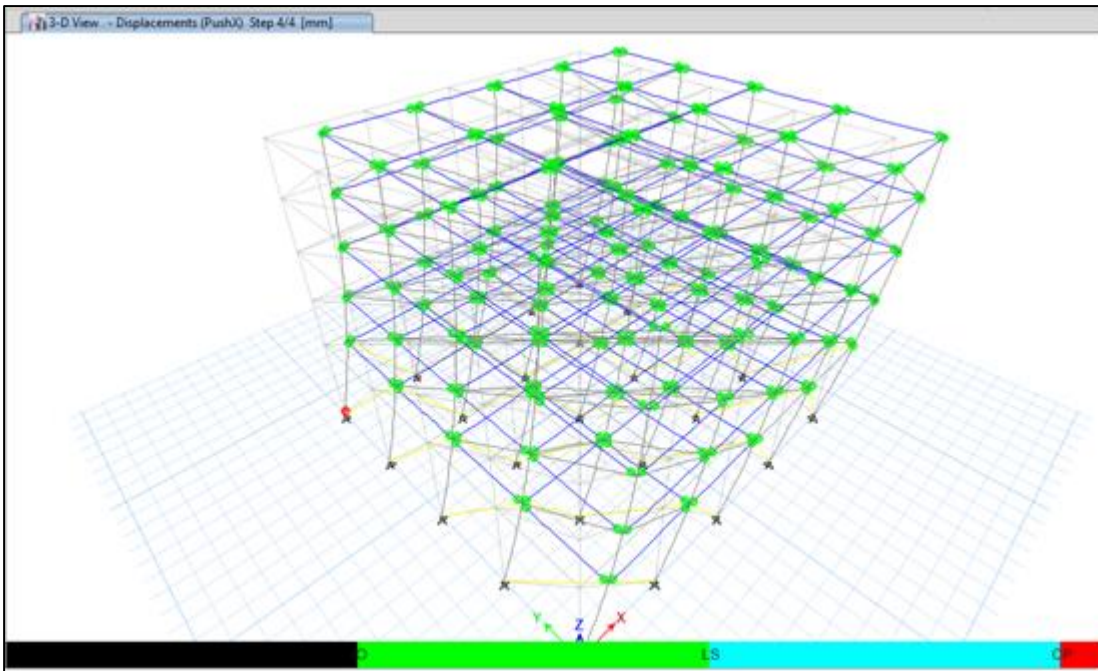 3-D View - Displacements (PushX) Step 4/4 [mm]
Y Z X
IO LS CP